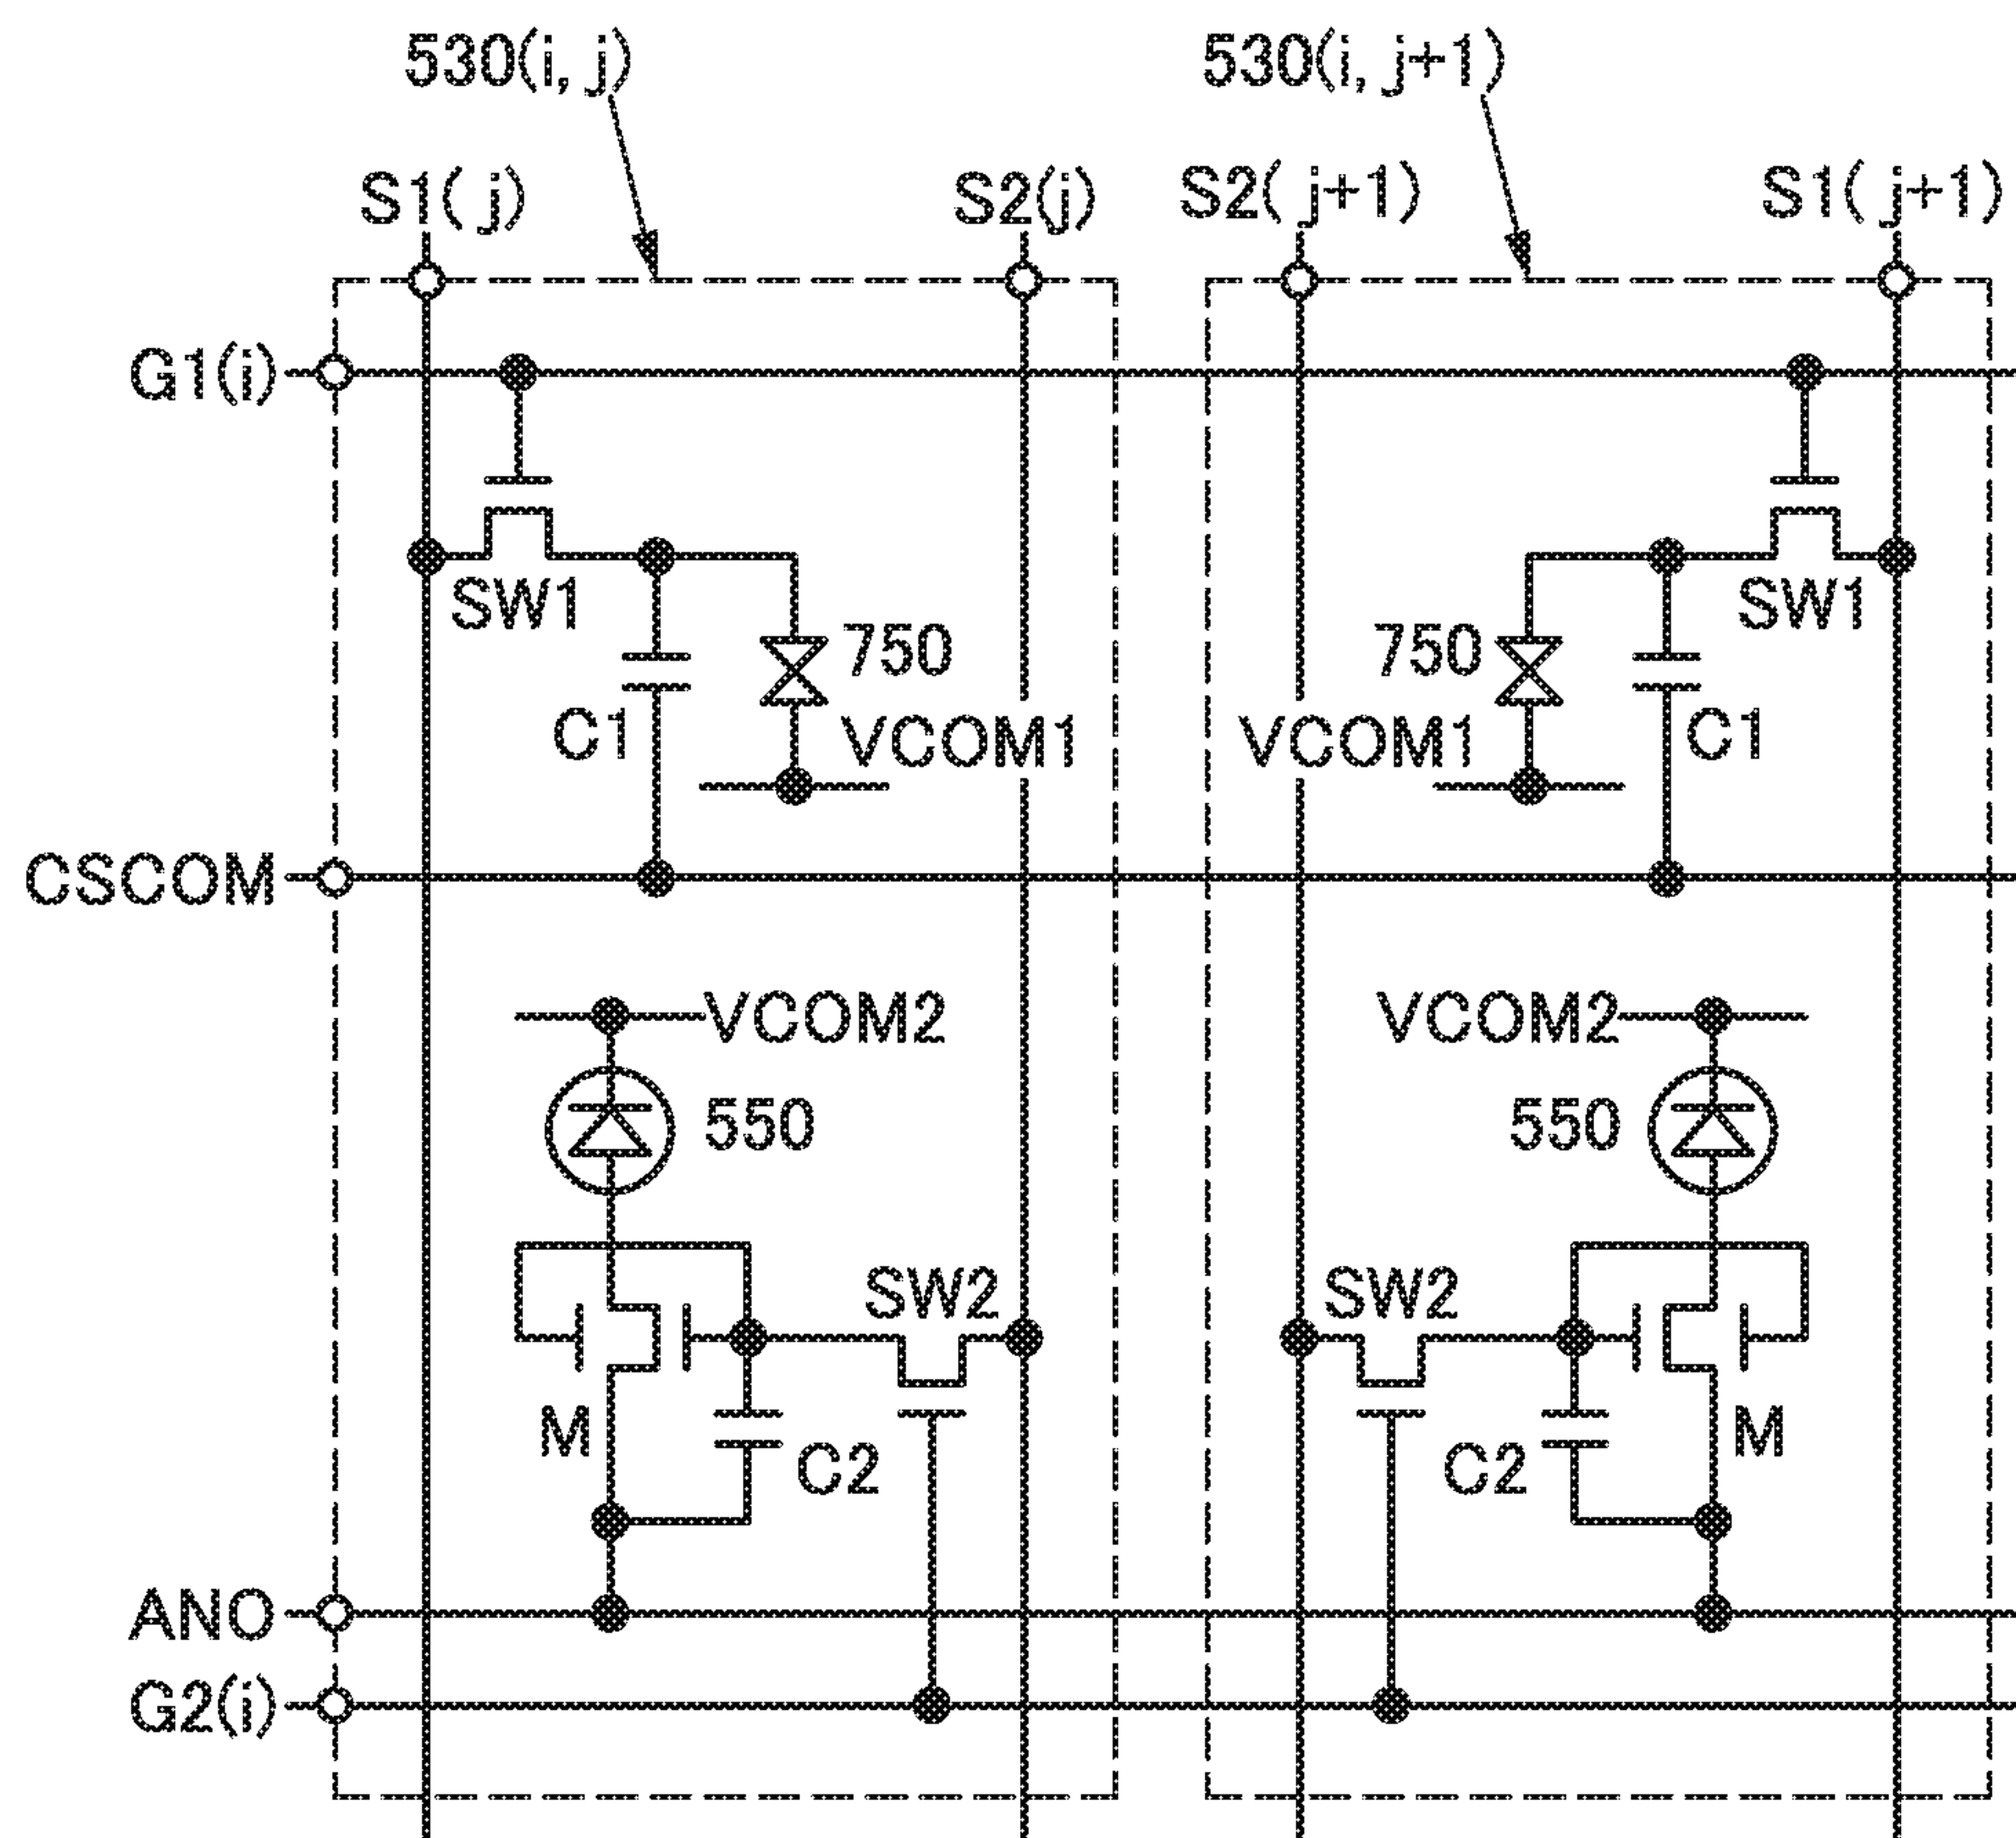 530(i, j) 530(i, j+1)
S1( j) S2(j) S2( j+1) S1( j+1)
G1(i)
SW1 SW1
750 750
C1 VCOM1 VCOM1 C1
CSCOM
VCOM2 VCOM2
550 550
SW2 SW2
M C2 C2 M
ANO
G2(i)